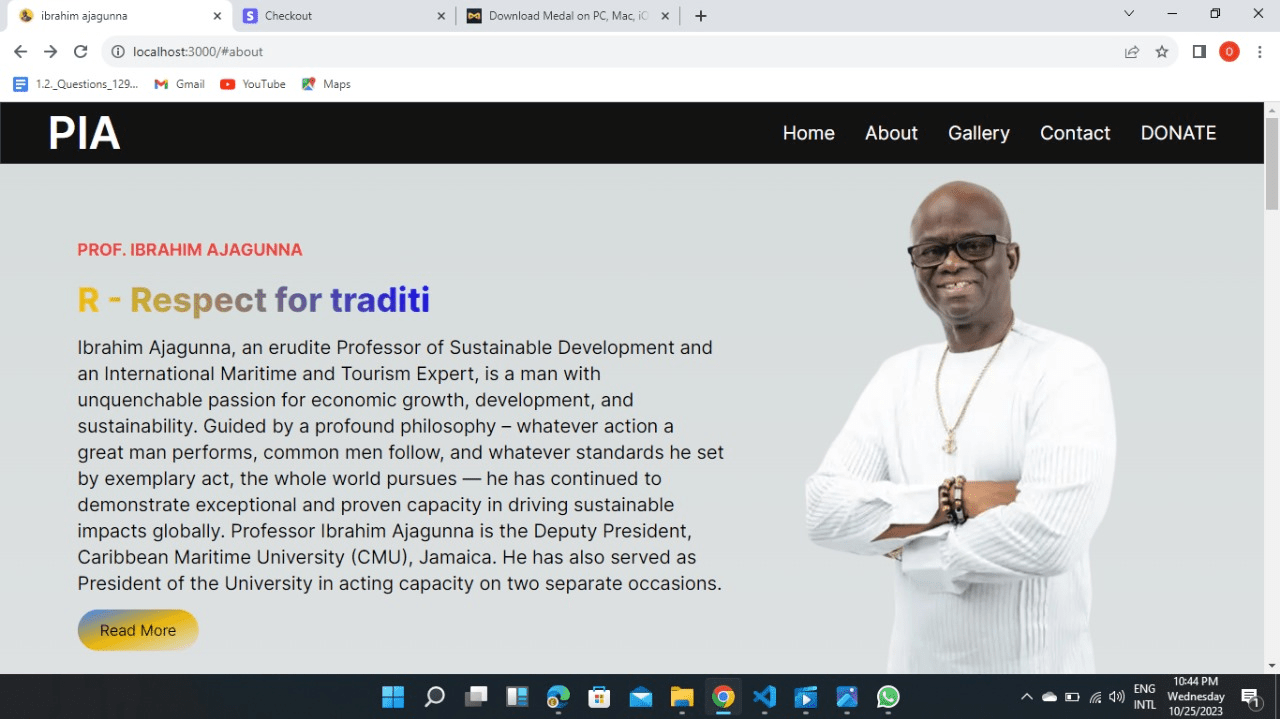 ibrahim ajagunna
Checkout
Download Medal on PC, Mac, iO
localhost:3000/#about
O
1.2._Questions_129...
Gmail
YouTube
Maps
PIA
Home
About
Gallery
Contact
DONATE
PROF. IBRAHIM AJAGUNNA
R - Respect for traditi
Ibrahim Ajagunna, an erudite Professor of Sustainable Development and
an International Maritime and Tourism Expert, is a man with
unquenchable passion for economic growth, development, and
sustainability. Guided by a profound philosophy – whatever action a
great man performs, common men follow, and whatever standards he set
by exemplary act, the whole world pursues — he has continued to
demonstrate exceptional and proven capacity in driving sustainable
impacts globally. Professor Ibrahim Ajagunna is the Deputy President,
Caribbean Maritime University (CMU), Jamaica. He has also served as
President of the University in acting capacity on two separate occasions.
Read More
ENG
INTL
10:44 PM
Wednesday
10/25/2023
1